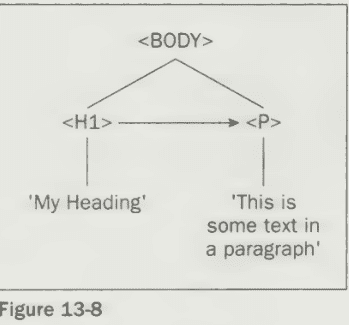 <BODY>
<H1> <P>
'My Heading' 'This is
some text in
a paragraph'
Figure 13-8